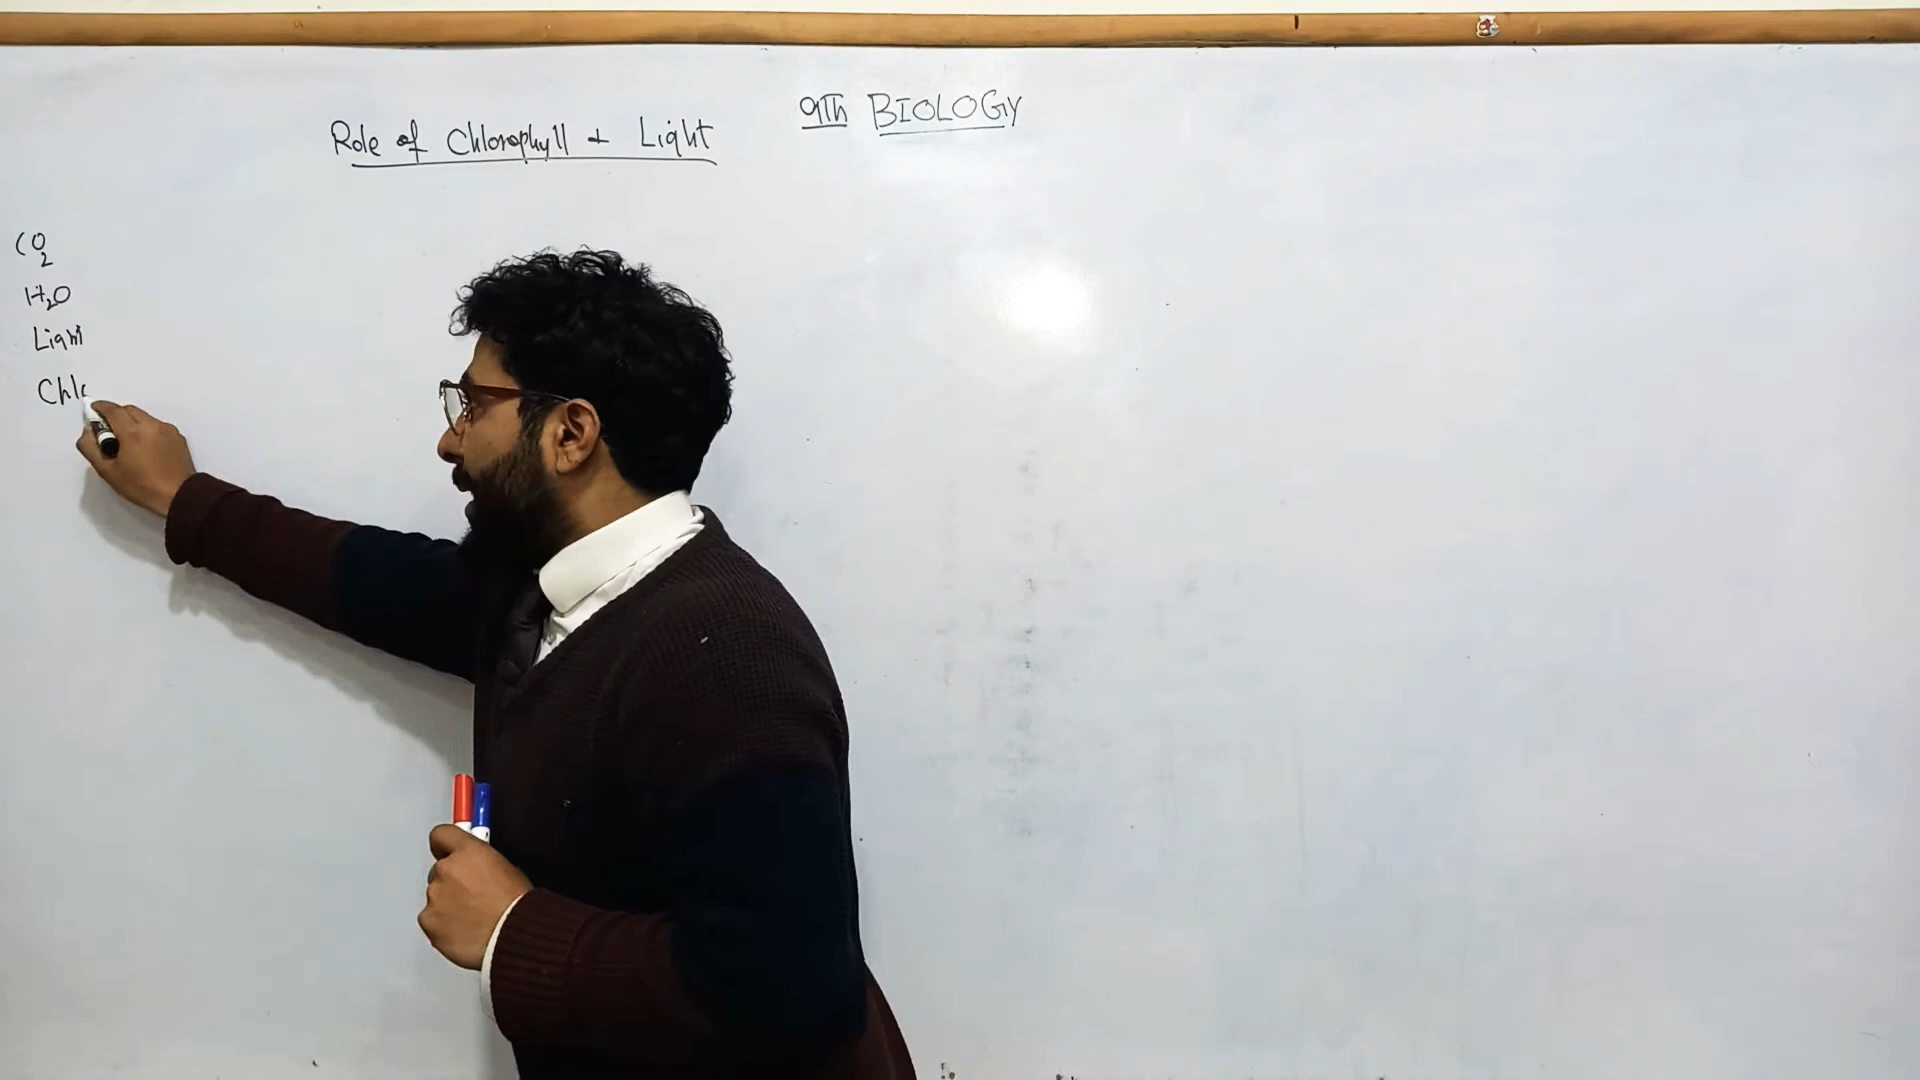 9Th BIOLOGY
Role of Chlorophyll + Light
CO2
H2O
Light
Chlo